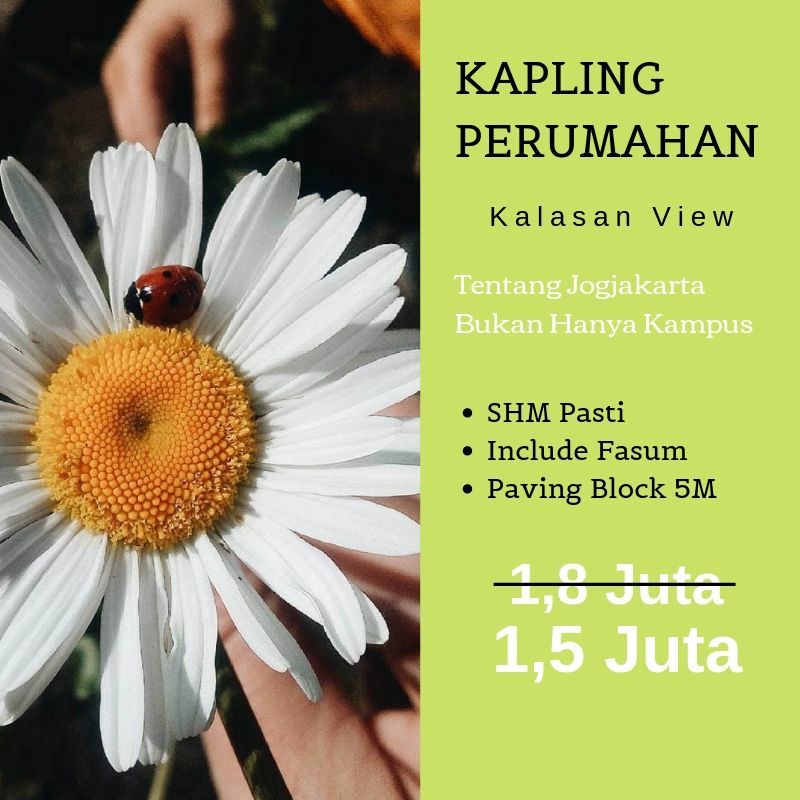 KAPLING
PERUMAHAN
Kalasan View
Tentang Jogjakarta
Bukan Hanya Kampus
• SHM Pasti
• Include Fasum
• Paving Block 5M
1,8 Juta
1,5 Juta